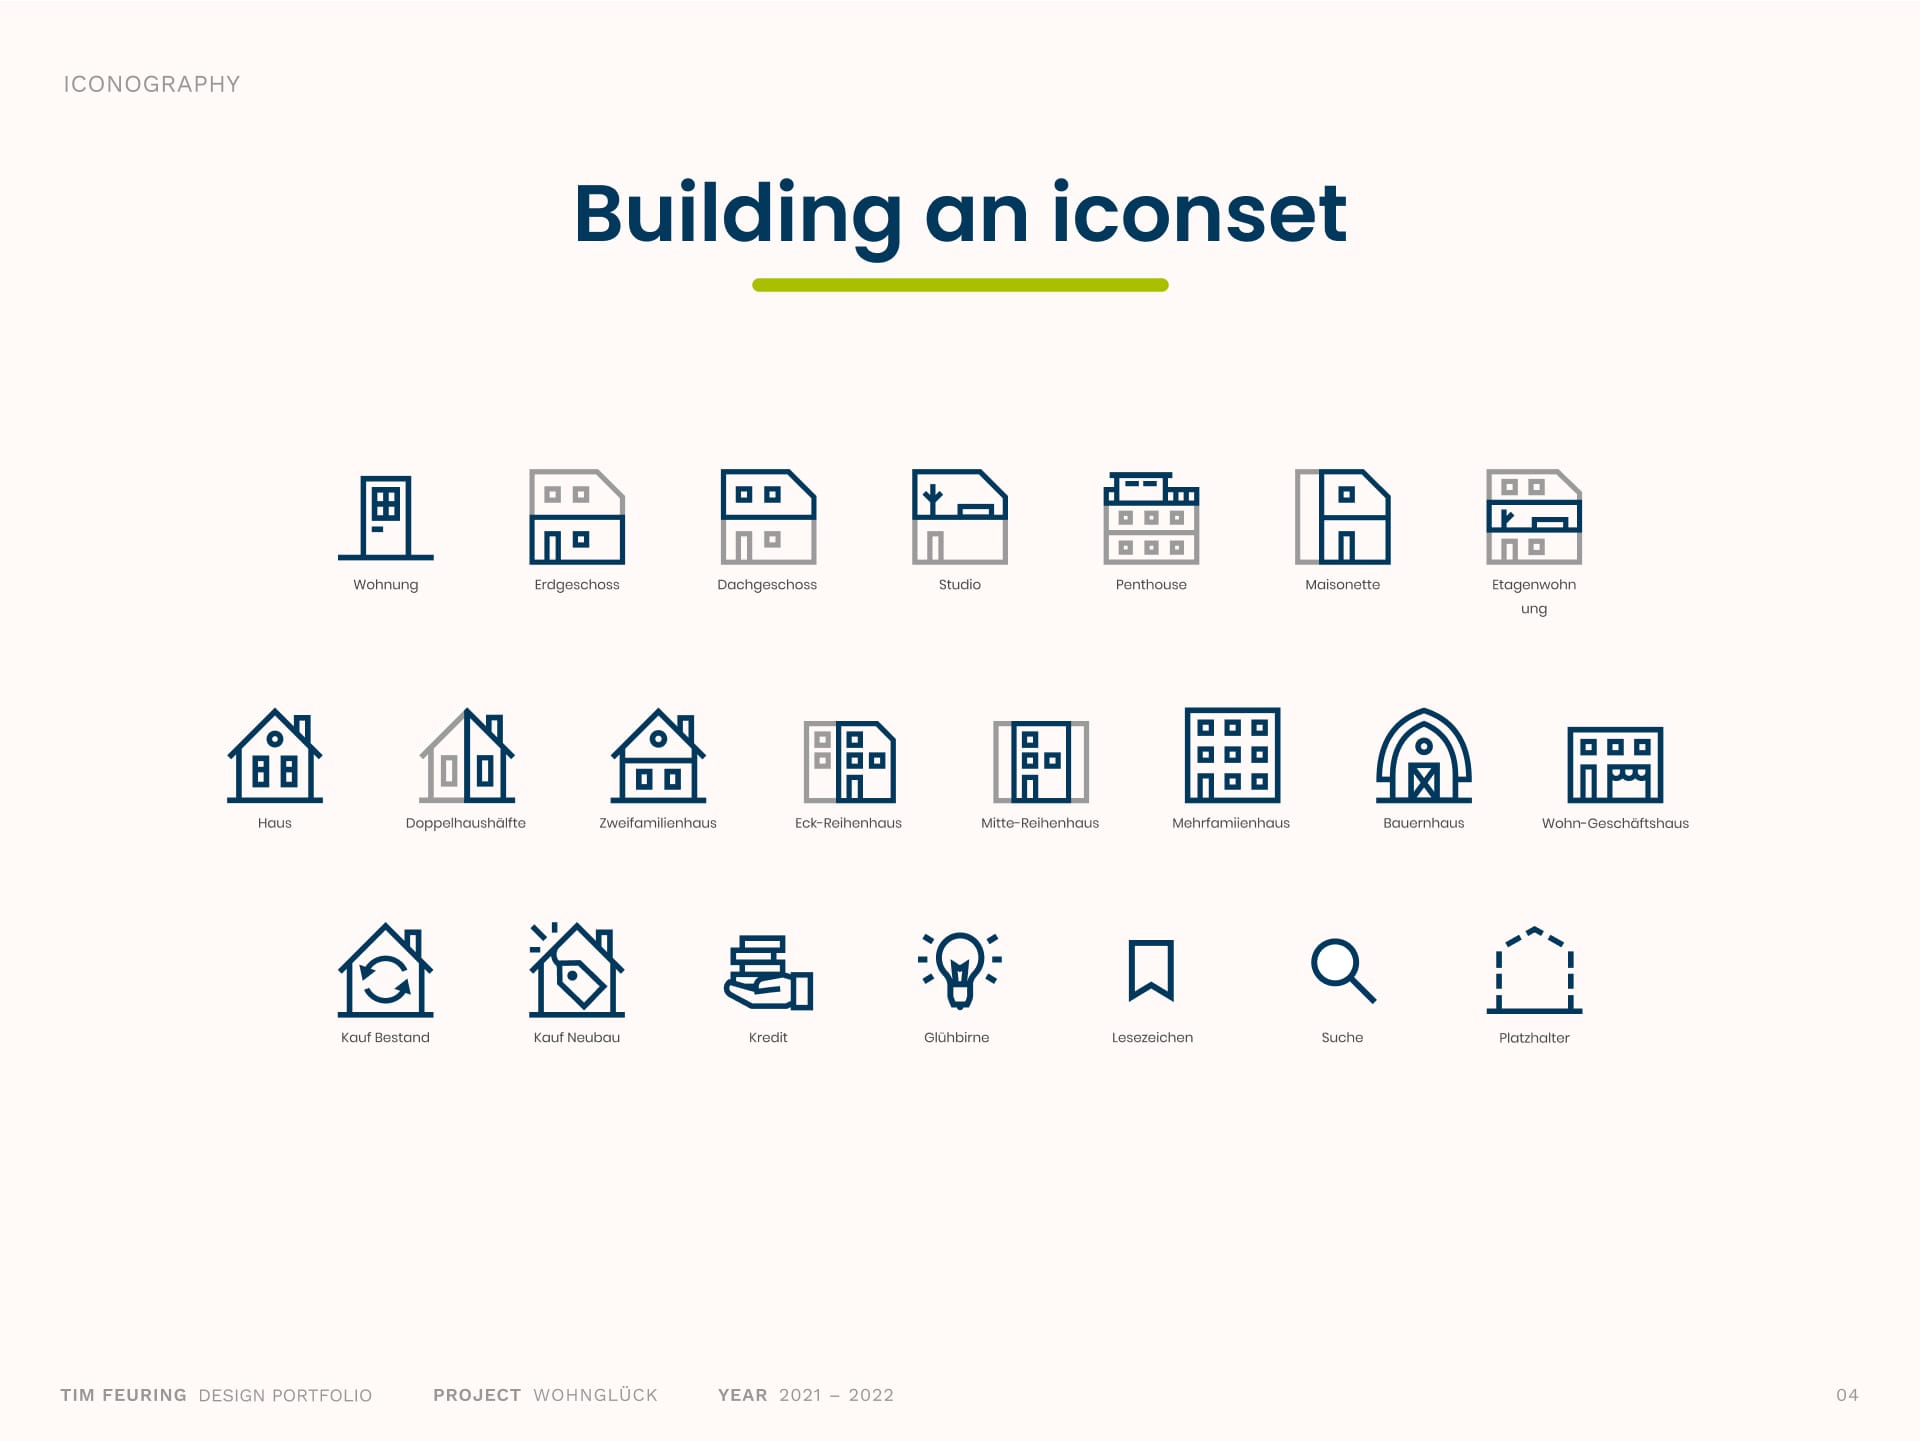 ICONOGRAPHY
Building an iconset
Wohnung
Erdgeschoss
Dachgeschoss
Studio
Penthouse
Maisonette
Etagenwohn
ung
Haus
Doppelhaushälfte
Zweifamilienhaus
Eck-Reihenhaus
Mitte-Reihenhaus
Mehrfamiienhaus
Bauernhaus
Wohn-Geschäftshaus
Kauf Bestand
Kauf Neubau
Kredit
Glühbirne
Lesezeichen
Suche
Platzhalter
TIM FEURING DESIGN PORTFOLIO
PROJECT WOHNGLÜCK
YEAR 2021 – 2022
04